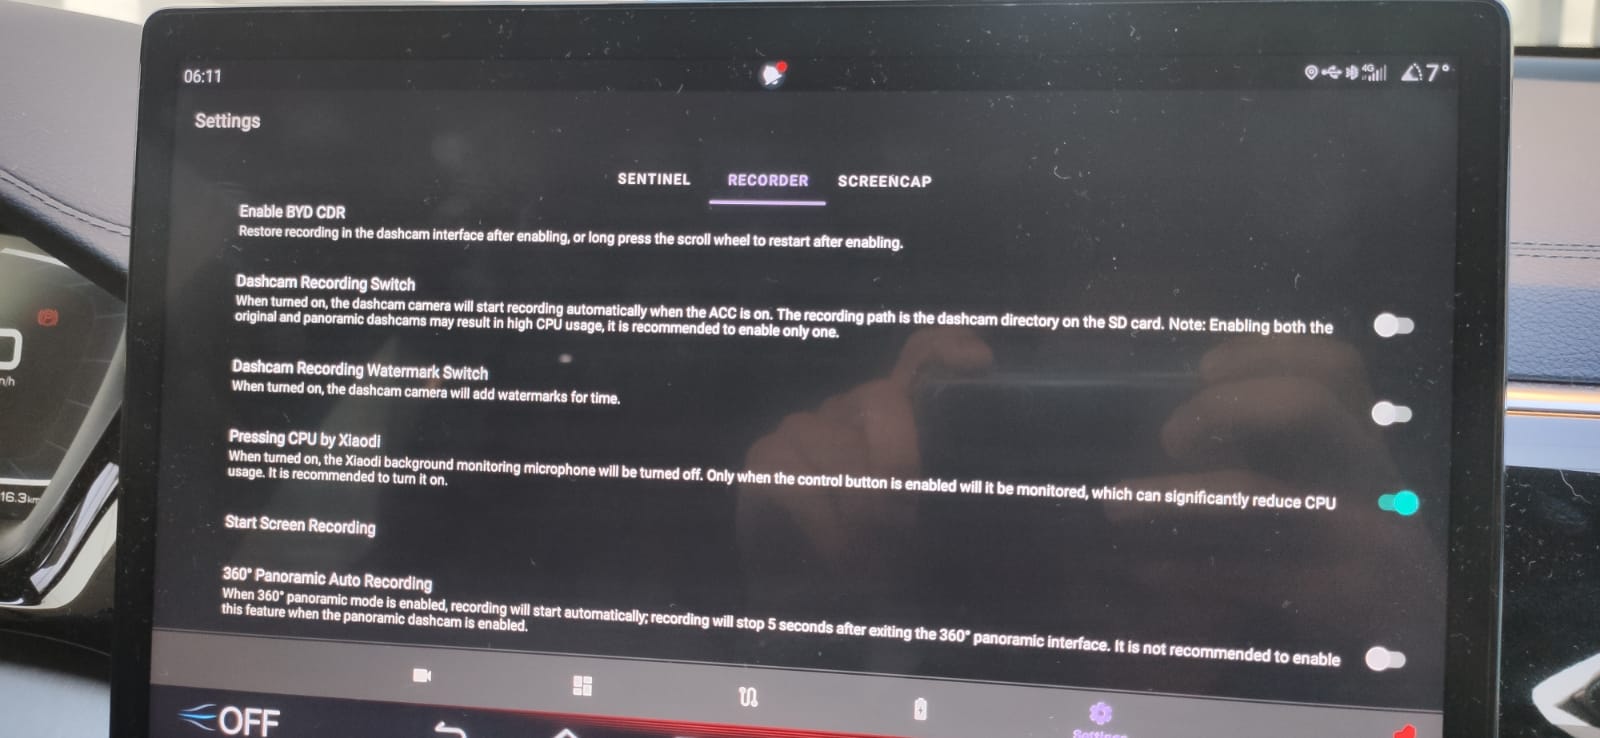 06:11
4G
7°
Settings
SENTINEL RECORDER SCREENCAP
Enable BYD CDR
Restore recording in the dashcam interface after enabling, or long press the scroll wheel to restart after enabling.
Dashcam Recording Switch
When turned on, the dashcam camera will start recording automatically when the ACC is on. The recording path is the dashcam directory on the SD card. Note: Enabling both the
original and panoramic dashcams may result in high CPU usage, it is recommended to enable only one.
Dashcam Recording Watermark Switch
When turned on, the dashcam camera will add watermarks for time.
Pressing CPU by Xiaodi
When turned on, the Xiaodi background monitoring microphone will be turned off. Only when the control button is enabled will it be monitored, which can significantly reduce CPU
usage. It is recommended to turn it on.
Start Screen Recording
360° Panoramic Auto Recording
When 360° panoramic mode is enabled, recording will start automatically; recording will stop 5 seconds after exiting the 360° panoramic interface. It is not recommended to enable
this feature when the panoramic dashcam is enabled.
Settings
OFF
16.3km